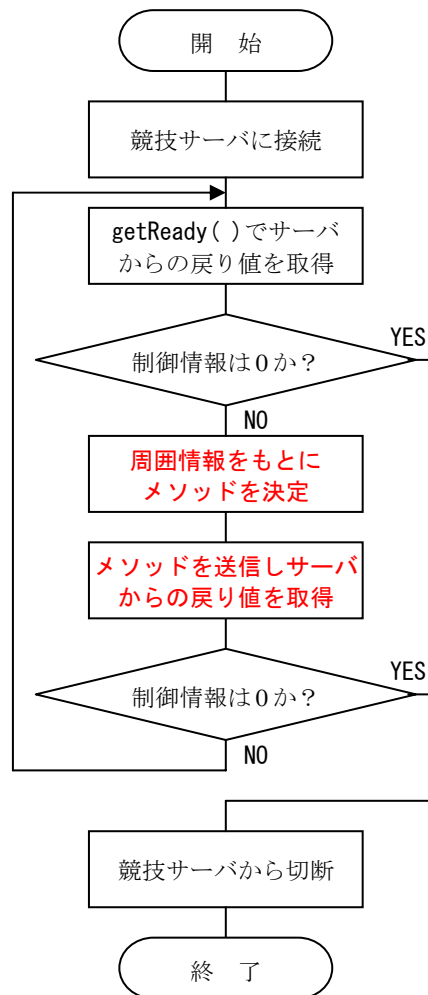 開　始
競技サーバに接続
getReady( )でサーバ
からの戻り値を取得
制御情報は0か？
YES
NO
周囲情報をもとに
メソッドを決定
メソッドを送信しサーバ
からの戻り値を取得
制御情報は0か？
YES
NO
競技サーバから切断
終　了